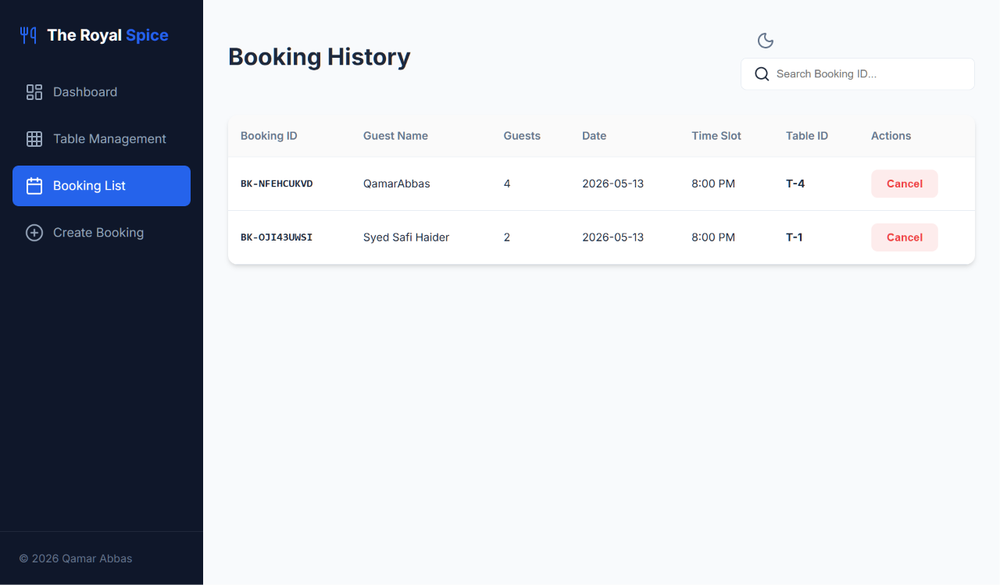 The Royal Spice
Dashboard
Table Management
Booking List
Create Booking
© 2026 Qamar Abbas
Booking History
Search Booking ID...
Booking ID Guest Name Guests Date Time Slot Table ID Actions
BK-NFEHCUKVD QamarAbbas 4 2026-05-13 8:00 PM T-4 Cancel
BK-OJI43UWSI Syed Safi Haider 2 2026-05-13 8:00 PM T-1 Cancel